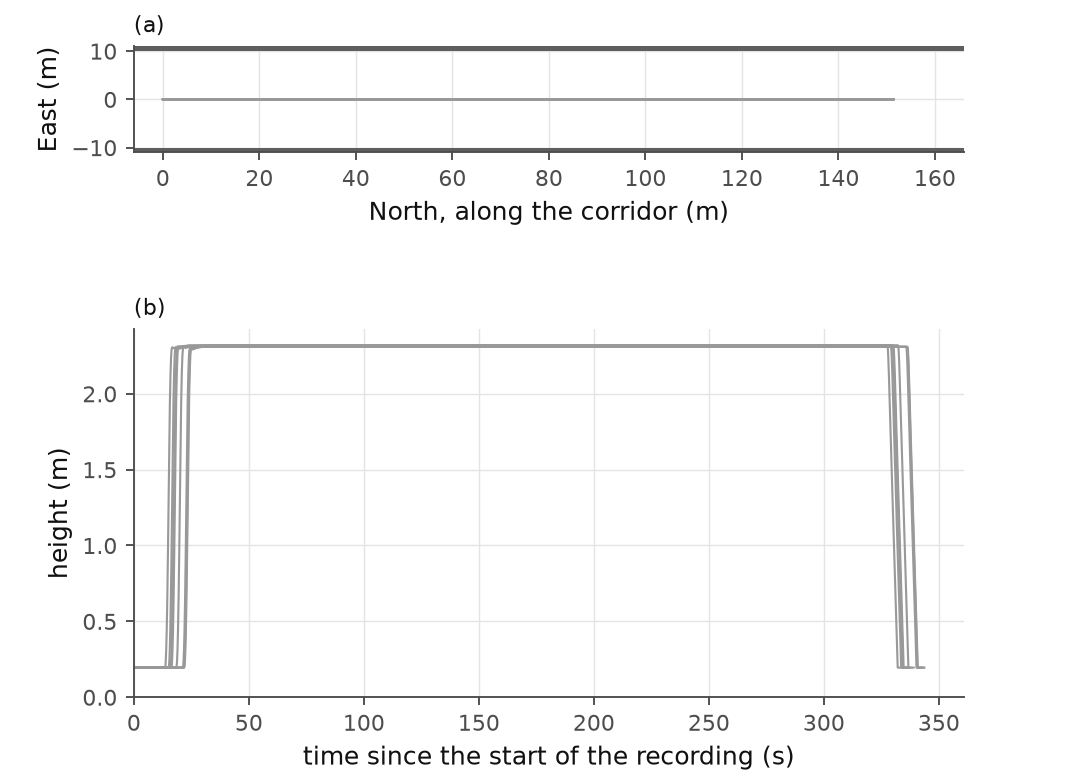 (a)
East (m)
10
0
−10
0 20 40 60 80 100 120 140 160
North, along the corridor (m)
(b)
height (m)
2.0
1.5
1.0
0.5
0.0
0 50 100 150 200 250 300 350
time since the start of the recording (s)